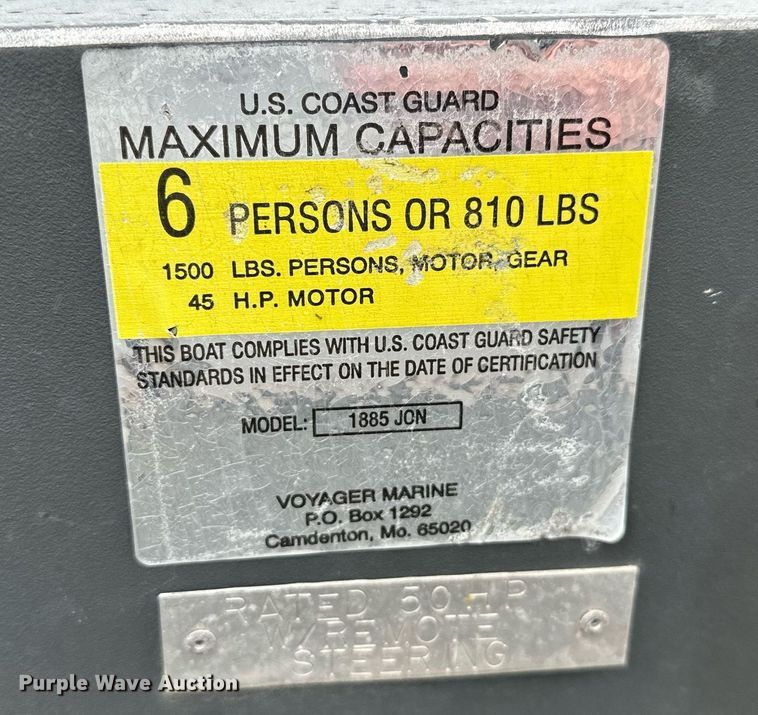 U.S. COAST GUARD
MAXIMUM CAPACITIES
6 PERSONS OR 810 LBS
1500 LBS. PERSONS, MOTOR, GEAR
45 H.P. MOTOR
THIS BOAT COMPLIES WITH U.S. COAST GUARD SAFETY
STANDARDS IN EFFECT ON THE DATE OF CERTIFICATION
MODEL: 1885 JON
VOYAGER MARINE
P.O. Box 1292
Camdenton, Mo. 65020
RATED 50 HP
W/REMOTE
STEERING
Purple Wave Auction